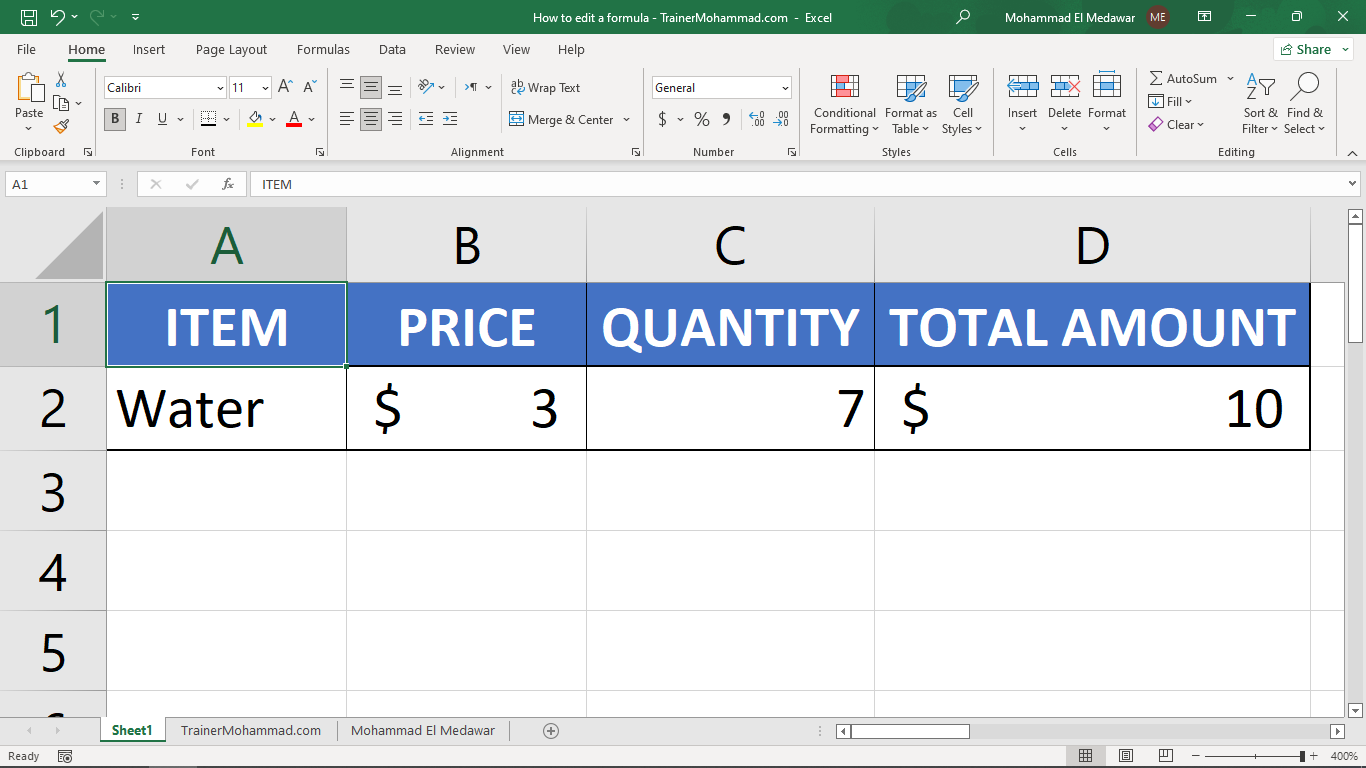 How to edit a formula - TrainerMohammad.com - Excel
Mohammad El Medawar ME
File Home Insert Page Layout Formulas Data Review View Help Share
Paste
Clipboard
Calibri 11
B I U A
Font
ab Wrap Text
Merge & Center
Alignment
General
$ % 9 .00 .00
Number
Conditional Formatting
Format as Table
Cell Styles
Styles
Insert Delete Format
Cells
AutoSum
Fill
Clear
Sort & Filter
Find & Select
Editing
A1 fx ITEM
A B C D
1 ITEM PRICE QUANTITY TOTAL AMOUNT
2 Water $ 3 7 $ 10
3
4
5
Sheet1 TrainerMohammad.com Mohammad El Medawar
Ready 400%